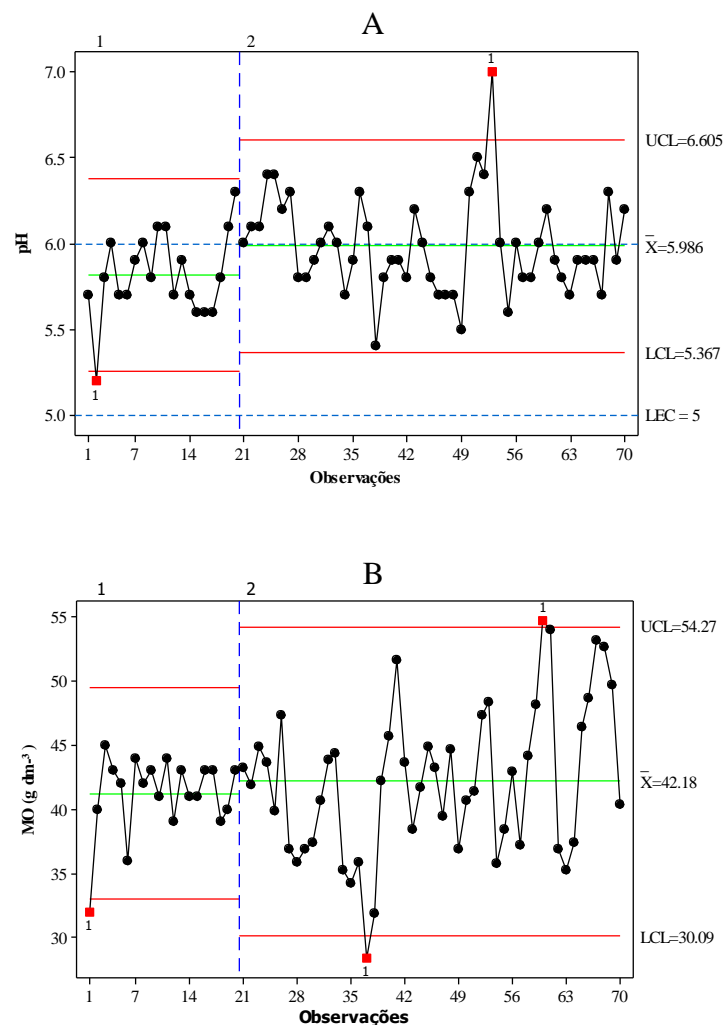 A
1 2
1
7.0
UCL=6.605
6.5
pH
6.0
X̄=5.986
5.5
LCL=5.367
1
5.0
LEC = 5
1 7 14 21 28 35 42 49 56 63 70
Observações
B
1 2
55
1
UCL=54.27
50
45
MO (g dm-³ )
X̄=42.18
40
35
1
30
LCL=30.09
1
1 7 14 21 28 35 42 49 56 63 70
Observações